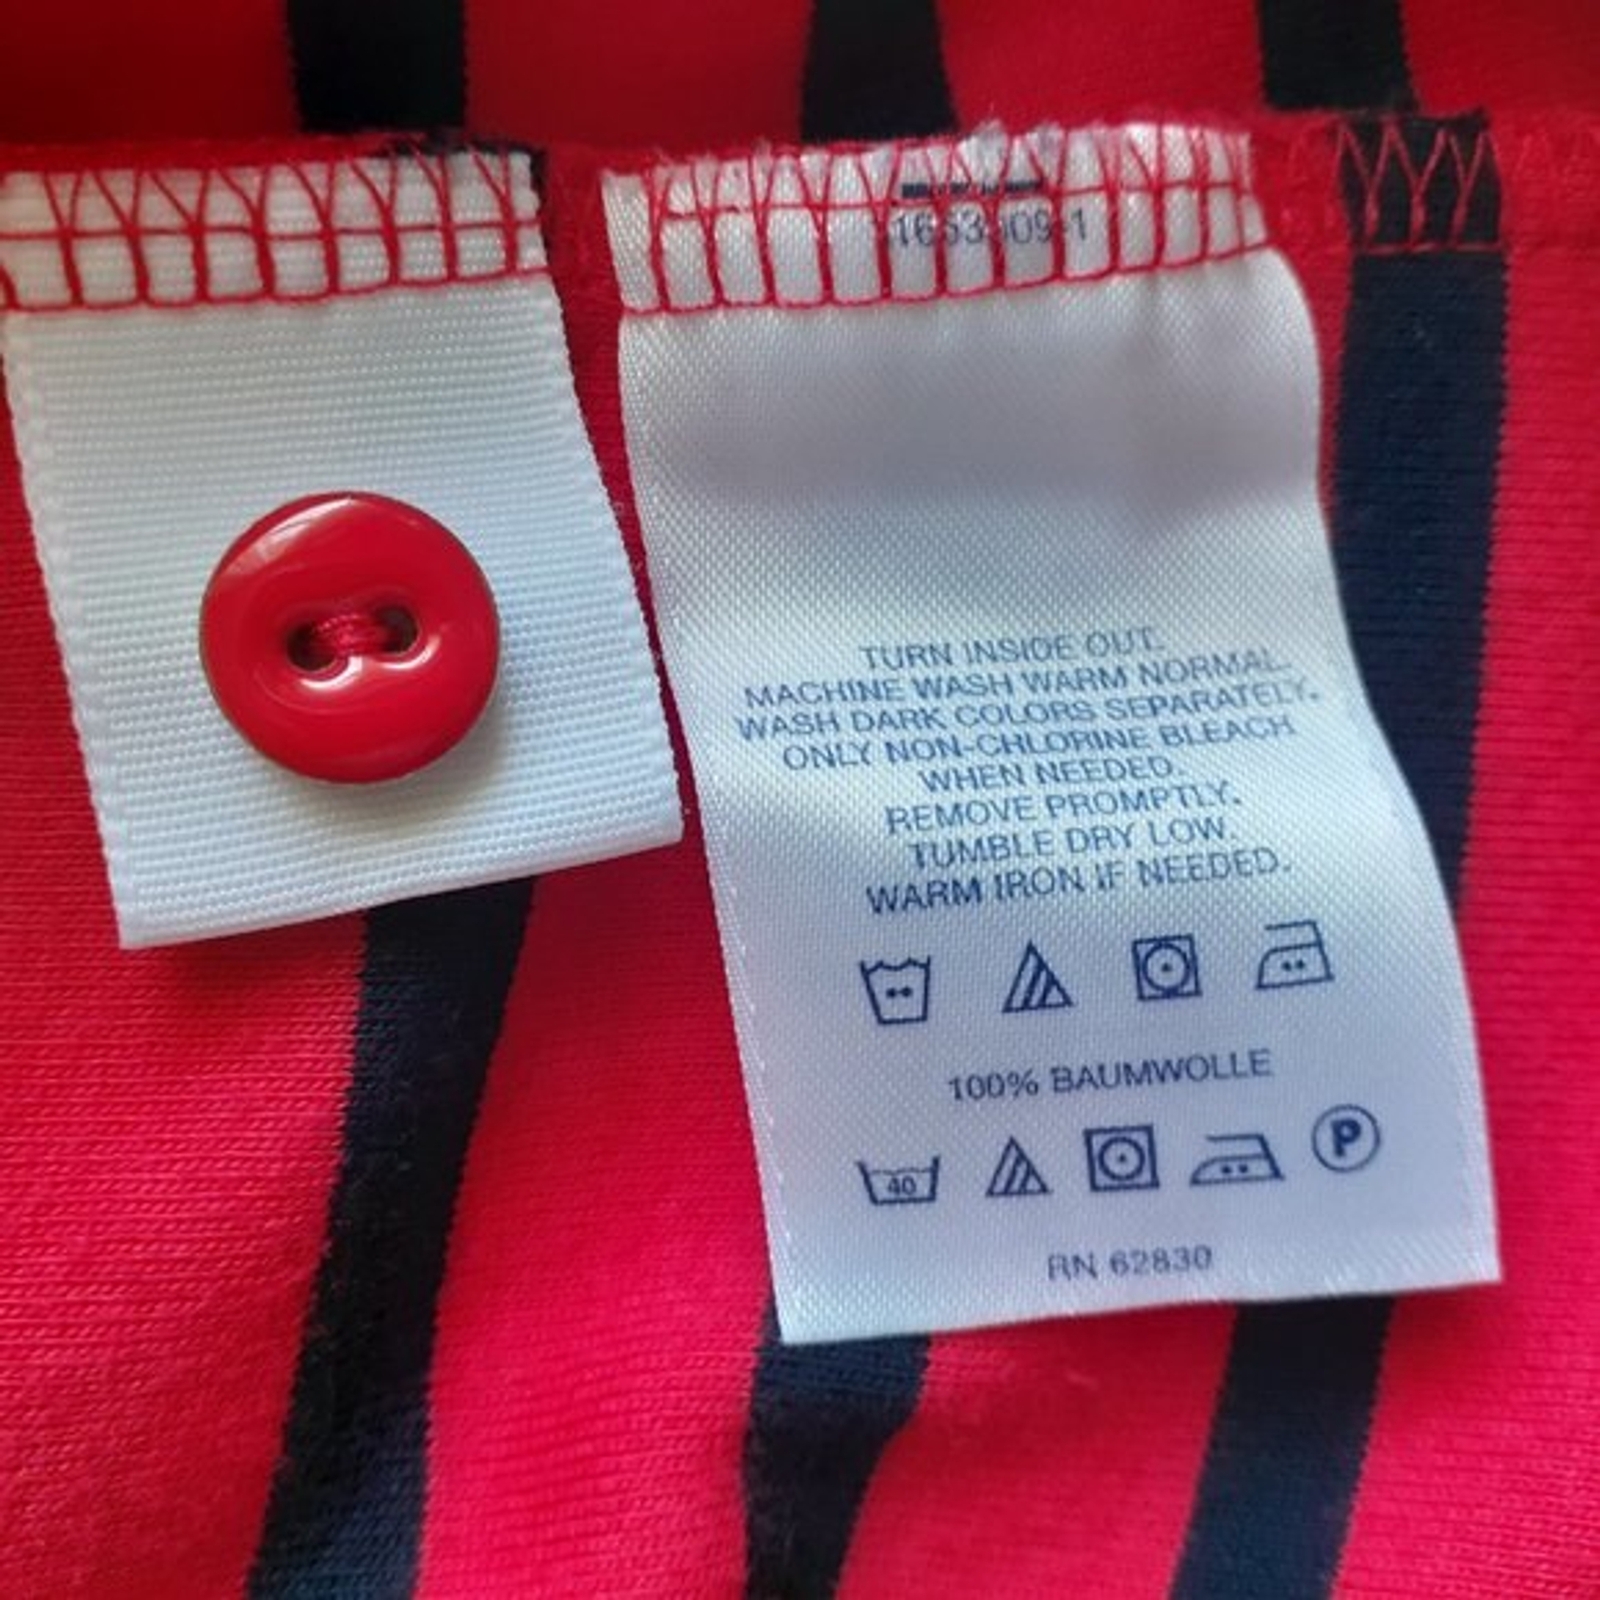 TURN INSIDE OUT.
MACHINE WASH WARM NORMAL.
WASH DARK COLORS SEPARATELY.
ONLY NON-CHLORINE BLEACH
WHEN NEEDED.
REMOVE PROMPTLY.
TUMBLE DRY LOW.
WARM IRON IF NEEDED.
100% BAUMWOLLE
40
P
RN 62830